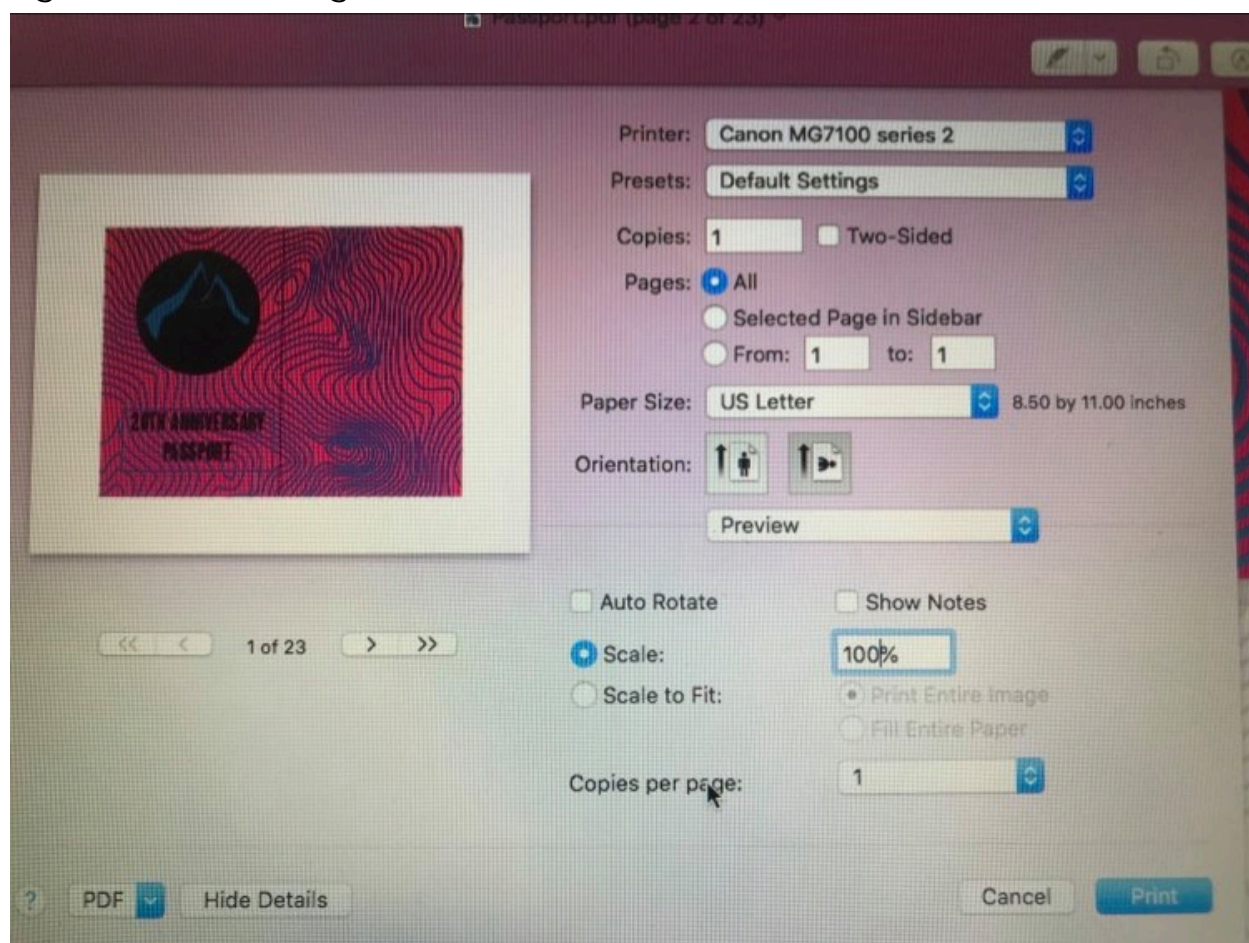 Passport.pdf (page 2 of 23)
Printer: Canon MG7100 series 2
Presets: Default Settings
Copies: 1 Two-Sided
Pages: All
Selected Page in Sidebar
From: 1 to: 1
Paper Size: US Letter 8.50 by 11.00 inches
Orientation:
20TH ANNIVERSARY
PASSPORT
Preview
Auto Rotate Show Notes
<< < 1 of 23 > >>
Scale: 100%
Scale to Fit: Print Entire Image
Fill Entire Paper
Copies per page: 1
? PDF Hide Details Cancel Print